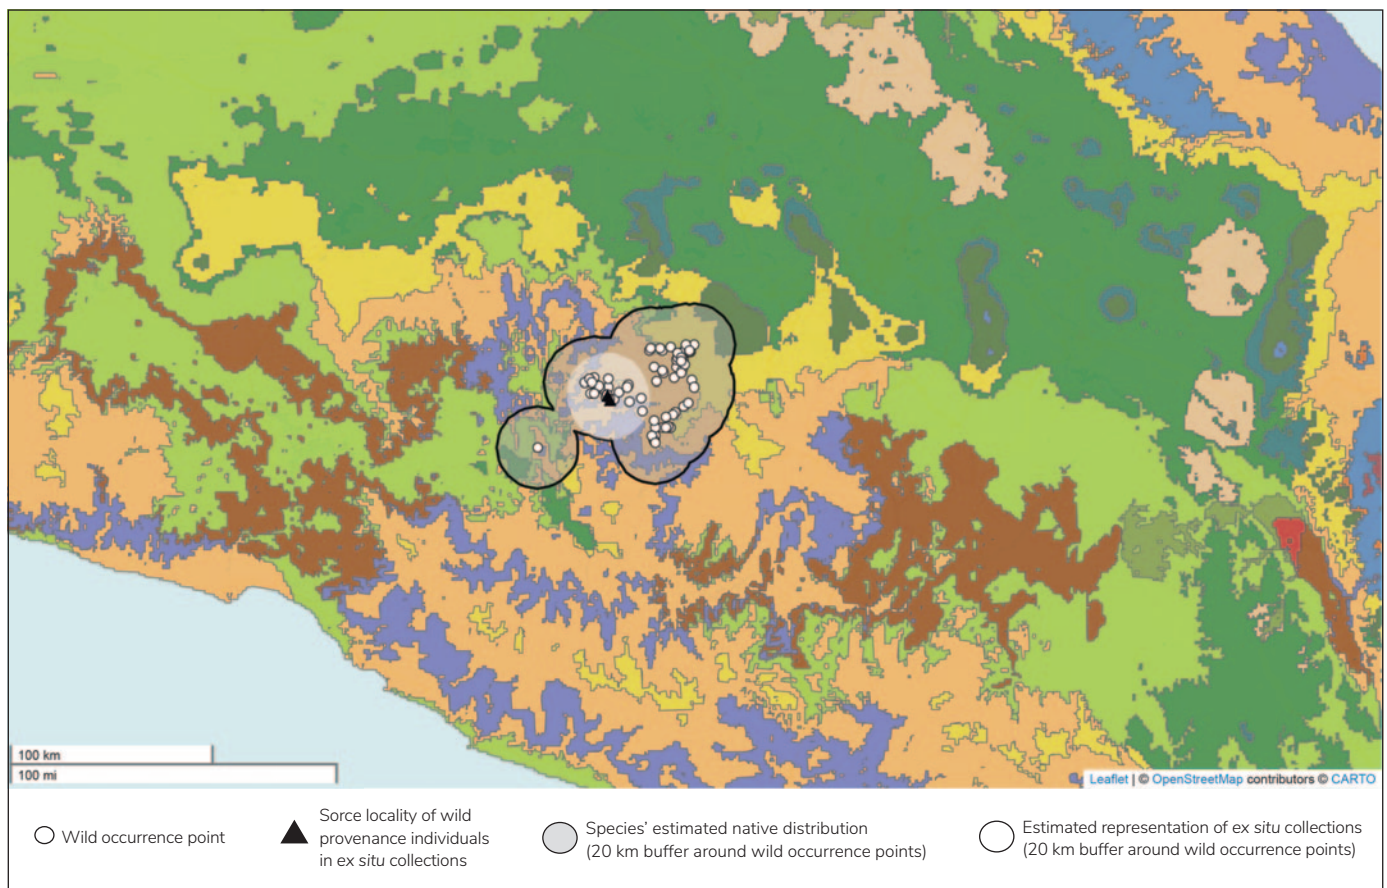 100 km
100 mi
Leaflet | © OpenStreetMap contributors © CARTO
Wild occurrence point
Sorce locality of wild
provenance individuals
in ex situ collections
Species’ estimated native distribution
(20 km buffer around wild occurrence points)
Estimated representation of ex situ collections
(20 km buffer around wild occurrence points)